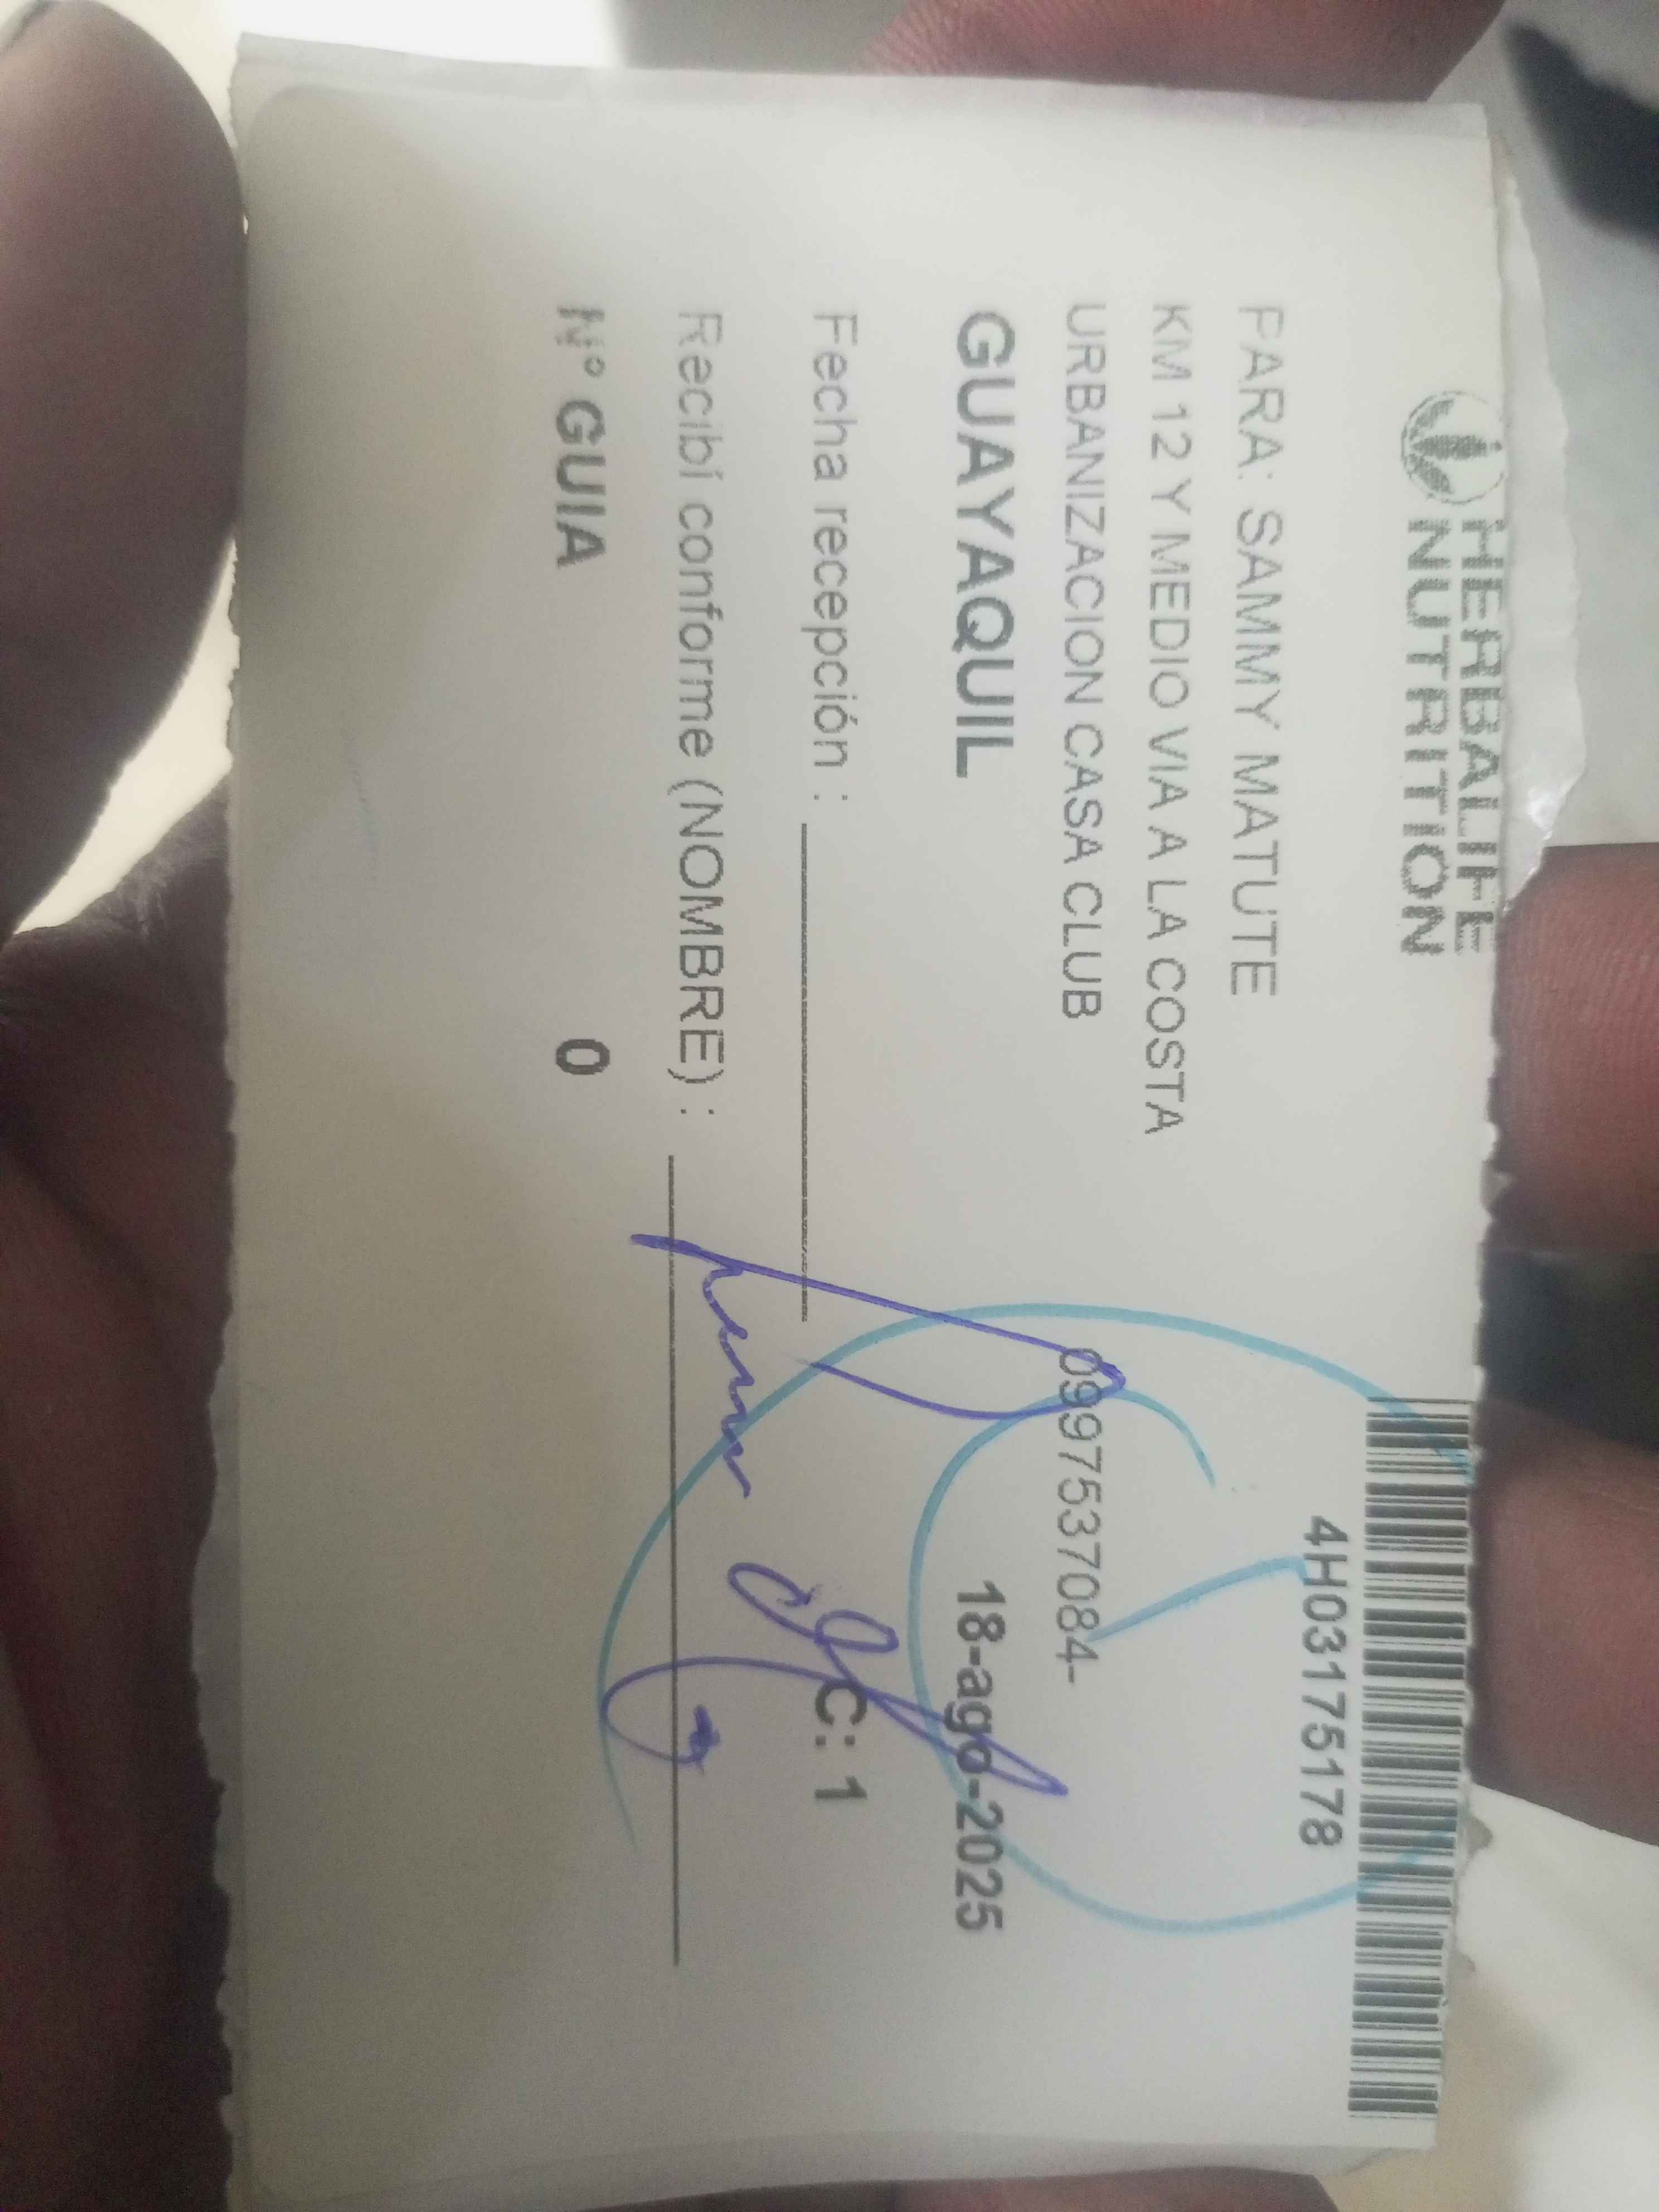 HERBALIFE
NUTRITION
4H03175178
PARA: SAMMY MATUTE
KM 12 Y MEDIO VIA A LA COSTA
URBANIZACION CASA CLUB 0997537084-
GUAYAQUIL 18-ago-2025
Fecha recepción : C: 1
Recibí conforme (NOMBRE) :
Nº GUIA 0